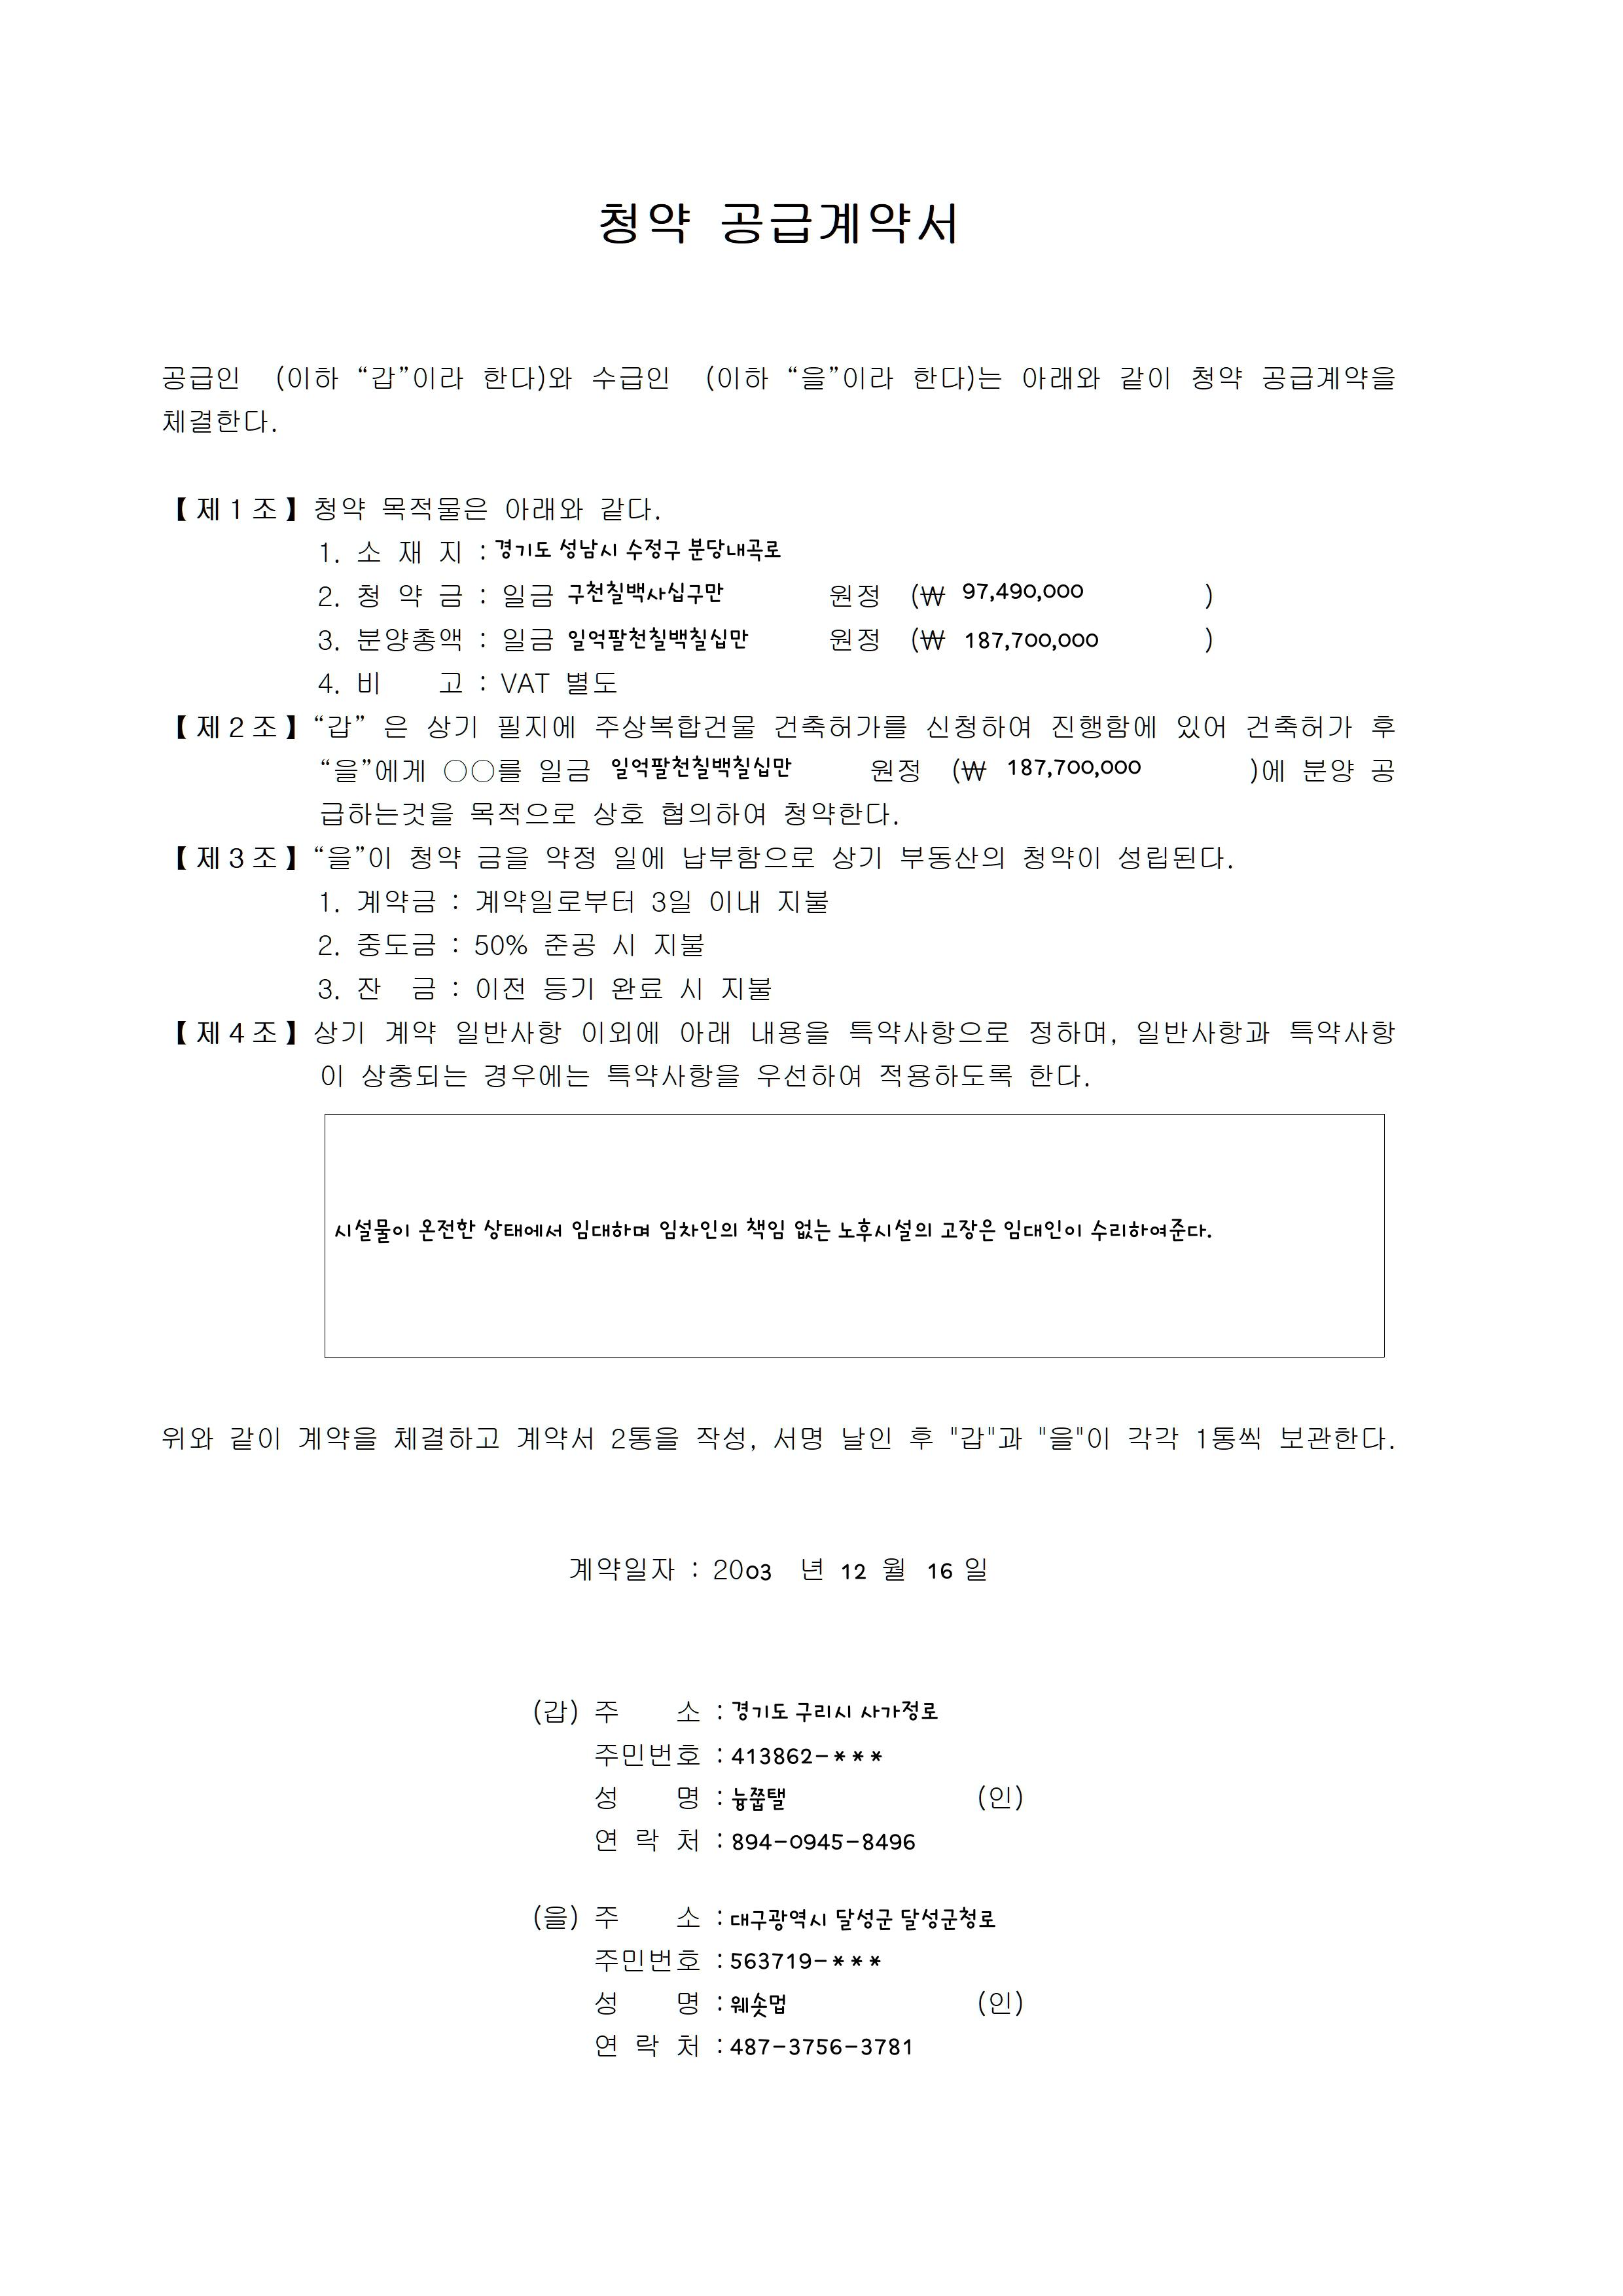 청약 공급계약서
공급인 (이하 “갑”이라 한다)와 수급인 (이하 “을”이라 한다)는 아래와 같이 청약 공급계약을
체결한다.
【제1조】청약 목적물은 아래와 같다.
1. 소 재 지 : 경기도 성남시 수정구 분당내곡로
2. 청 약 금 : 일금 구천칠백사십구만 원정 (₩ 97,490,000 )
3. 분양총액 : 일금 일억팔천칠백칠십만 원정 (₩ 187,700,000 )
4. 비 고 : VAT 별도
【제2조】“갑” 은 상기 필지에 주상복합건물 건축허가를 신청하여 진행함에 있어 건축허가 후
“을”에게 ○○를 일금 일억팔천칠백칠십만 원정 (₩ 187,700,000 )에 분양 공
급하는것을 목적으로 상호 협의하여 청약한다.
【제3조】“을”이 청약 금을 약정 일에 납부함으로 상기 부동산의 청약이 성립된다.
1. 계약금 : 계약일로부터 3일 이내 지불
2. 중도금 : 50% 준공 시 지불
3. 잔 금 : 이전 등기 완료 시 지불
【제4조】상기 계약 일반사항 이외에 아래 내용을 특약사항으로 정하며, 일반사항과 특약사항
이 상충되는 경우에는 특약사항을 우선하여 적용하도록 한다.
시설물이 온전한 상태에서 임대하며 임차인의 책임 없는 노후시설의 고장은 임대인이 수리하여준다.
위와 같이 계약을 체결하고 계약서 2통을 작성, 서명 날인 후 "갑"과 "을"이 각각 1통씩 보관한다.
계약일자 : 2003 년 12 월 16 일
(갑) 주 소 : 경기도 구리시 사가정로
주민번호 : 413862-***
성 명 : 늉쭙탤 (인)
연 락 처 : 894-0945-8496
(을) 주 소 : 대구광역시 달성군 달성군청로
주민번호 : 563719-***
성 명 : 웨솟멉 (인)
연 락 처 : 487-3756-3781